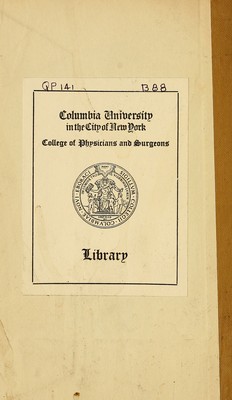 QP141 B88
Columbia University
in the City of New York
College of Physicians and Surgeons
Library